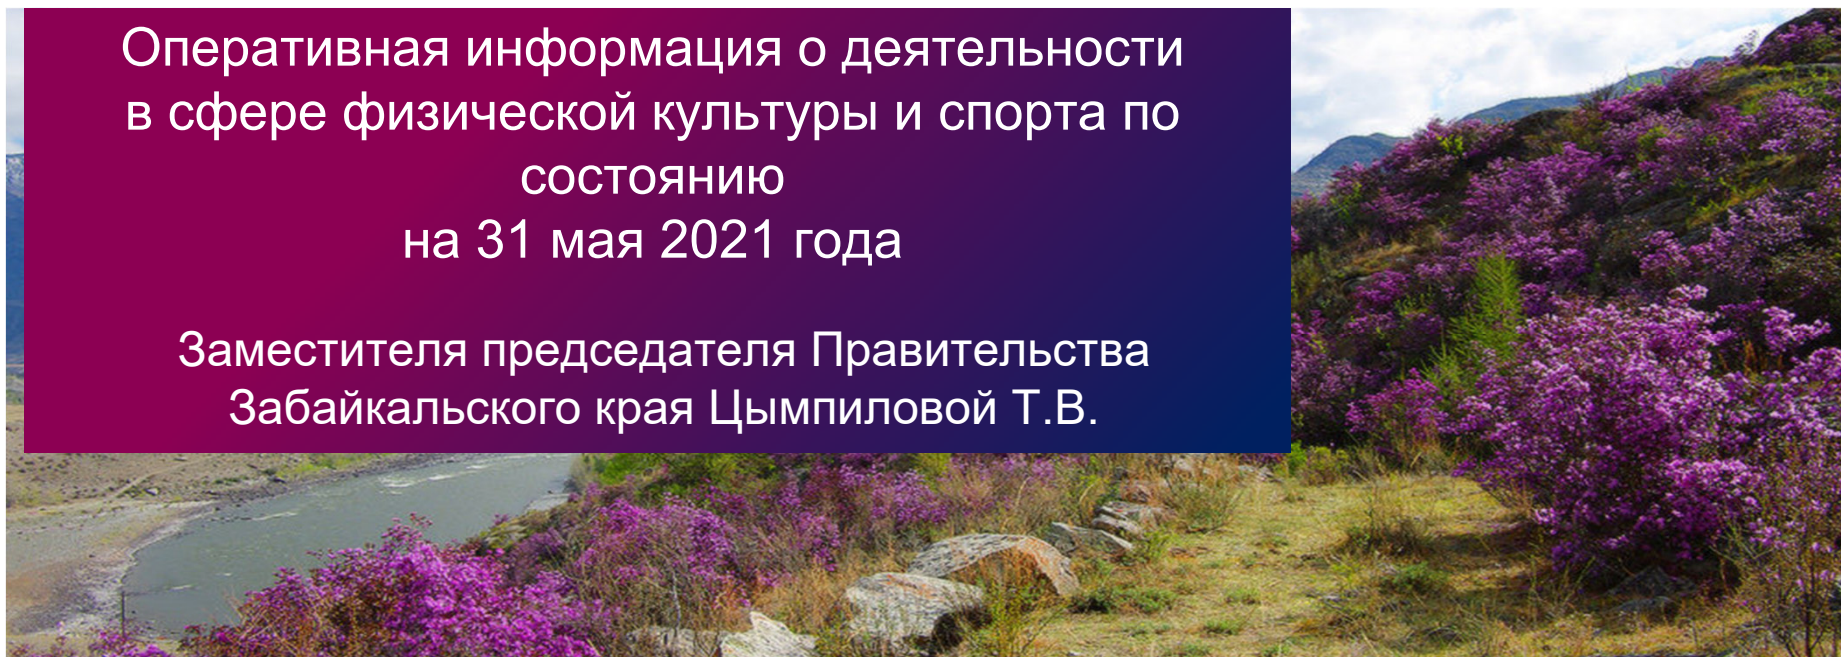 Оперативная информация о деятельности
в сфере физической культуры и спорта по
состоянию
на 31 мая 2021 года
Заместителя председателя Правительства
Забайкальского края Цымпиловой Т.В.